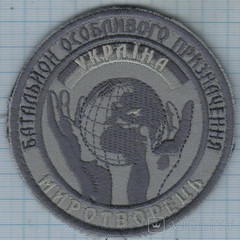 БАТАЛЬЙОН ОСОБЛИВОГО ПРИЗНАЧЕННЯ
УКРАЇНА
МИРОТВОРЕЦЬ